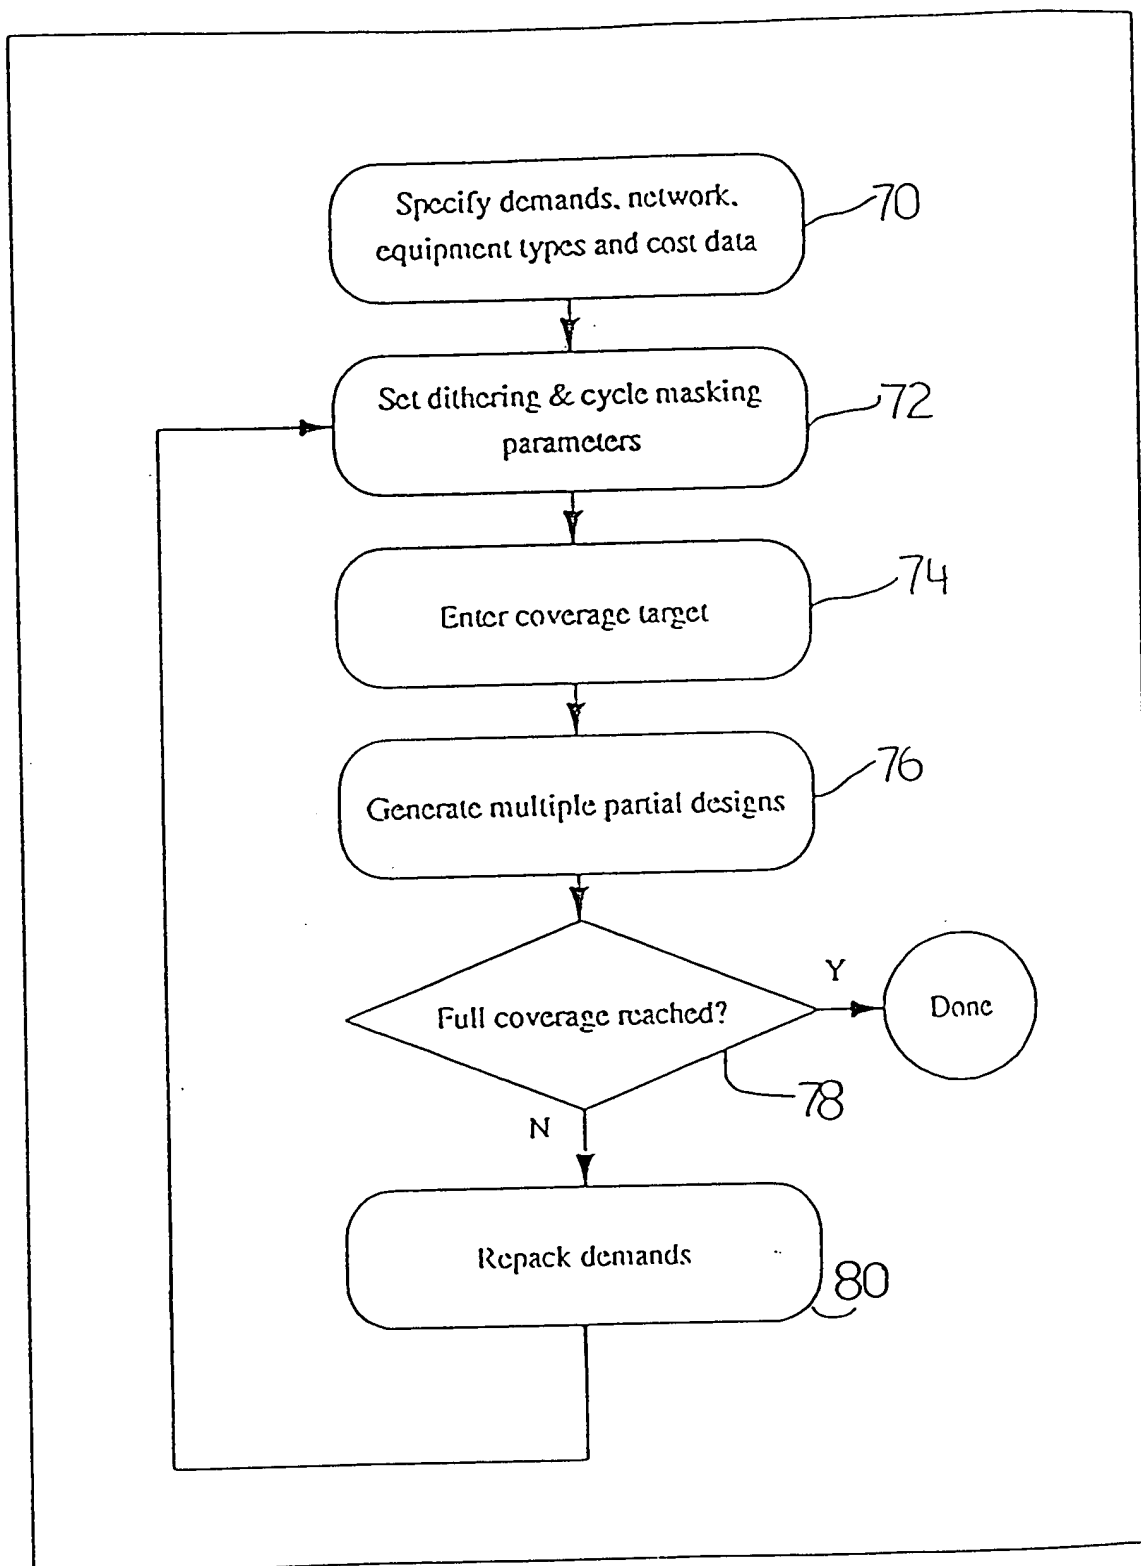 Specify demands, network,
equipment types and cost data
70
Set dithering & cycle masking
parameters
72
Enter coverage target
74
Generate multiple partial designs
76
Full coverage reached?
Y
Done
78
N
Repack demands
80